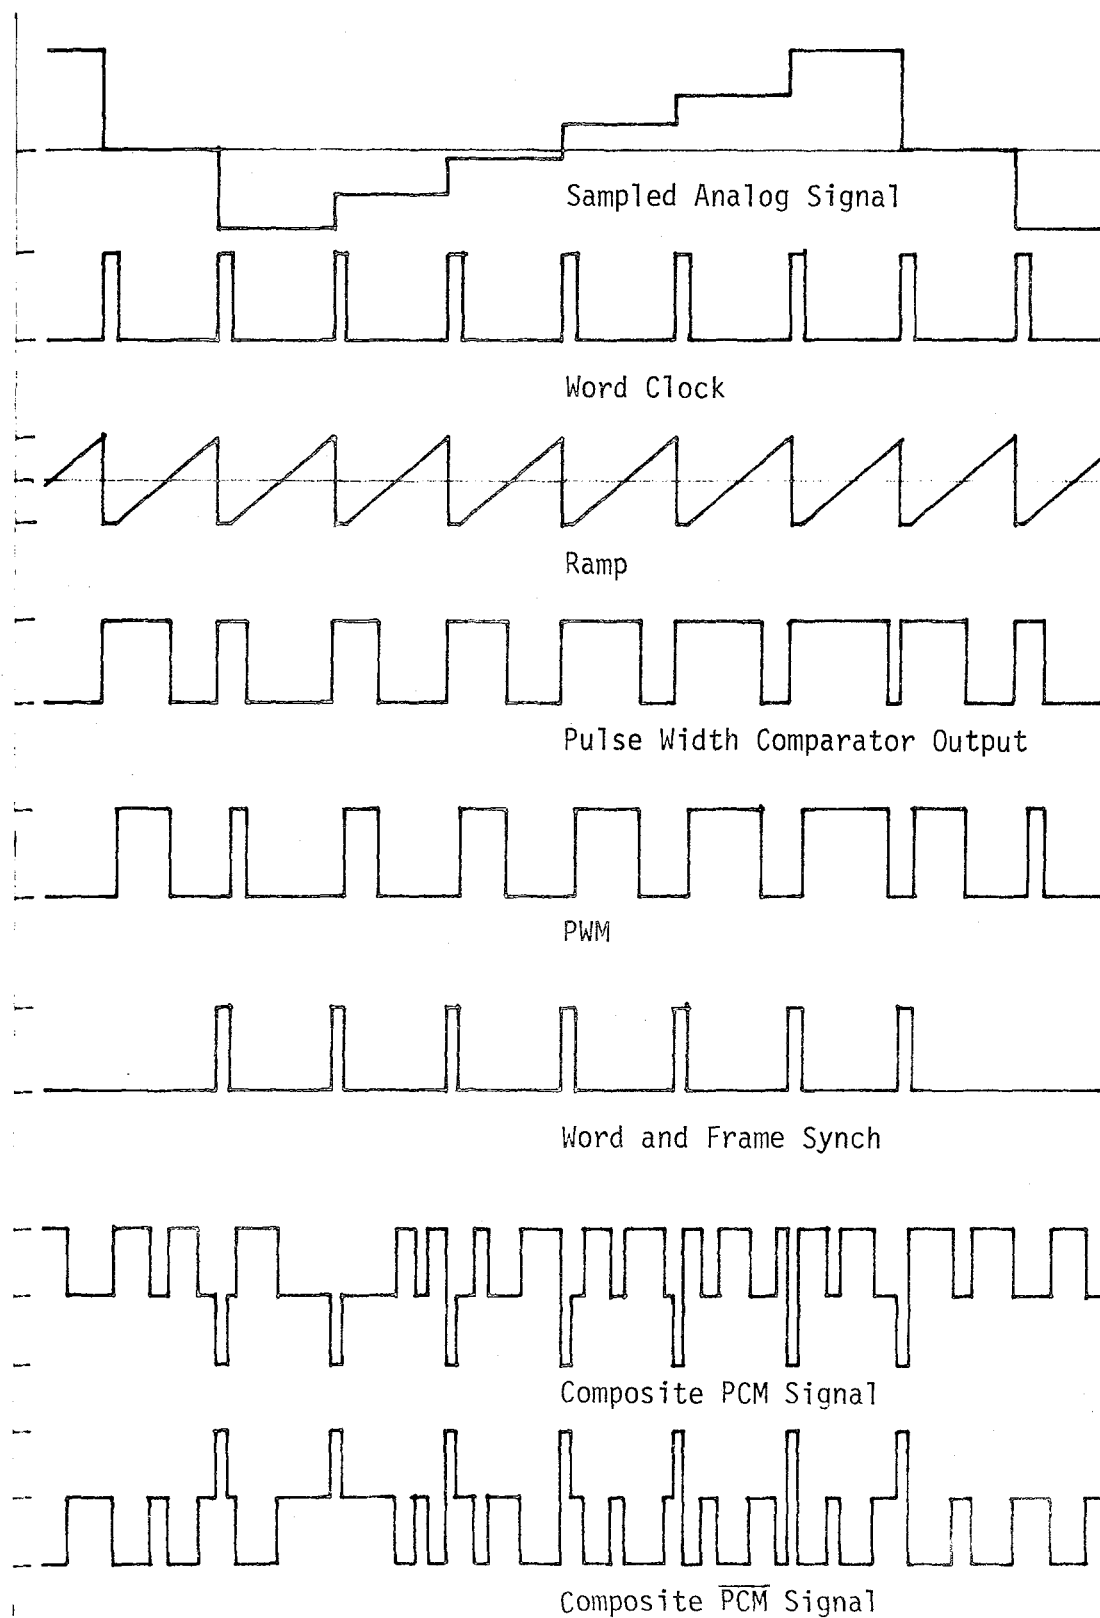 Sampled Analog Signal
Word Clock
Ramp
Pulse Width Comparator Output
PWM
Word and Frame Synch
Composite PCM Signal
Composite P̅C̅M̅ Signal